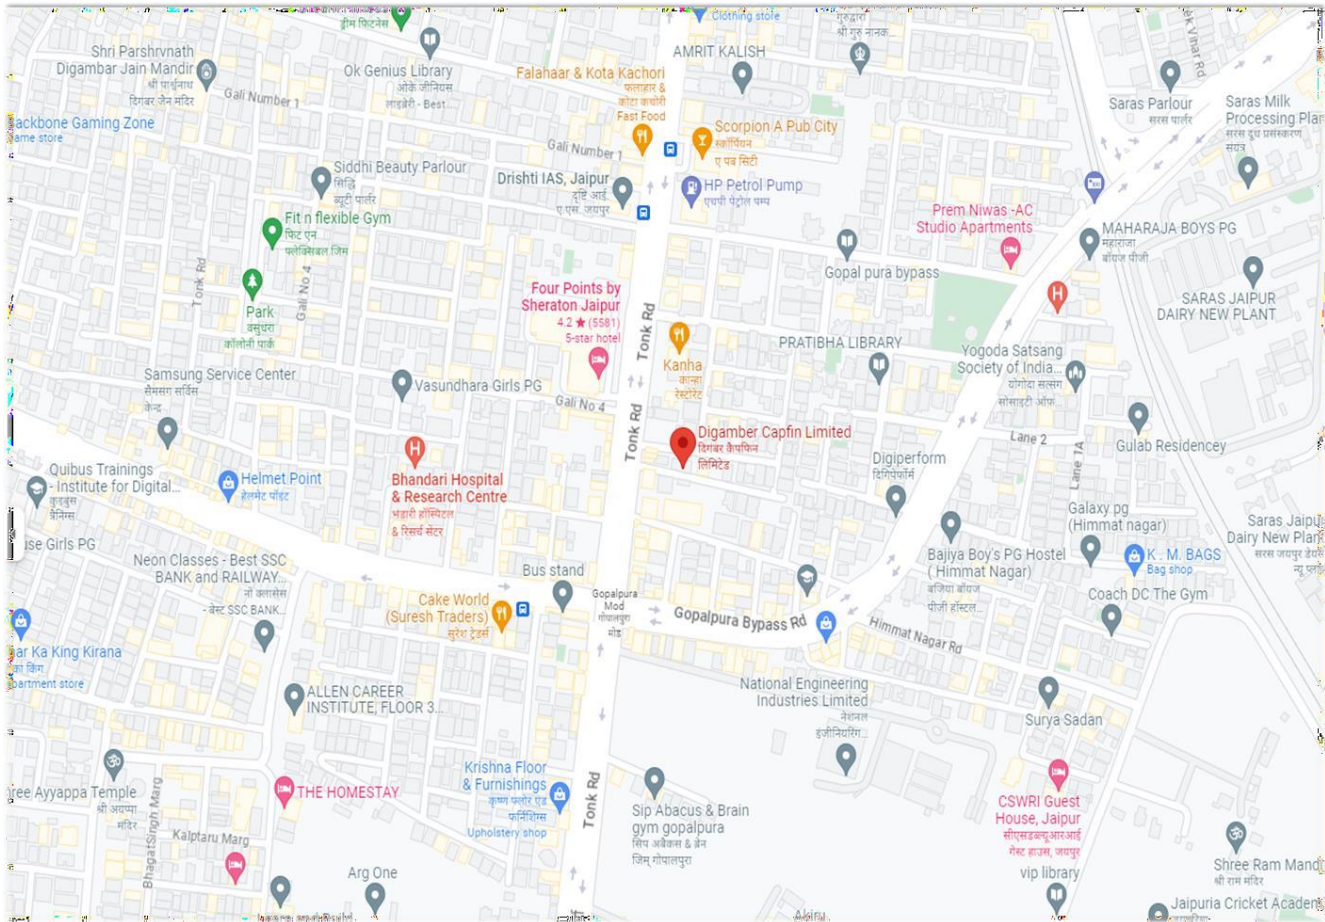 ड्रीम फिटनेस
Clothing store
गुरुद्वारा
श्री गुरु नानक...
Shri Parshrvnath
Digambar Jain Mandir
श्री पार्श्वनाथ
दिगंबर जैन मंदिर
Ok Genius Library
ओके जीनियस
लाइब्रेरी - Best...
Gali Number 1
AMRIT KALISH
Falahaar & Kota Kachori
फलाहार &
कोटा कचोरी
Fast Food
Scorpion A Pub City
स्कॉर्पियन
ए पब सिटी
Gali Number 1
Saras Parlour
सरस पार्लर
Saras Milk
Processing Plan
सरस दूध प्रसंस्करण
संयत्र
ackbone Gaming Zone
ame store
Siddhi Beauty Parlour
सिद्धि
ब्यूटी पार्लर
Drishti IAS, Jaipur
दृष्टि आई.
ए.एस. जयपुर
HP Petrol Pump
एचपी पेट्रोल पम्प
Fit n flexible Gym
फिट एन
फ्लेक्सिबल जिम
Prem Niwas -AC
Studio Apartments
MAHARAJA BOYS PG
महाराजा
बॉयज पीजी
Gopal pura bypass
Tonk Rd
Gali No 4
Park
वसुंधरा
कॉलोनी पार्क
Four Points by
Sheraton Jaipur
4.2 ★ (5581)
5-star hotel
Tonk Rd
SARAS JAIPUR
DAIRY NEW PLANT
PRATIBHA LIBRARY
Kanha
कान्हा
रेस्टोरेंट
Yogoda Satsang
Society of India...
योगोदा सत्संग
सोसाइटी ऑफ...
Samsung Service Center
सैमसंग सर्विस
केन्द्र
Vasundhara Girls PG
Gali No 4
Tonk Rd
Digamber Capfin Limited
दिगंबर कैपफिन
लिमिटेड
Lane 2
Lane 1A
Gulab Residencey
Digiperform
दिगिपेर्फोर्म
Quibus Trainings
- Institute for Digital...
कुइबुस
ट्रैनिंग्स
Helmet Point
हेलमेट पॉइंट
Bhandari Hospital
& Research Centre
भंडारी हॉस्पिटल
& रिसर्च सेंटर
Galaxy pg
(Himmat nagar)
Saras Jaipu
Dairy New Plan
सरस जयपुर डेयरी
न्यू प्लां
use Girls PG
Neon Classes - Best SSC
BANK and RAILWAY...
नो क्लासेस
- बेस्ट SSC BANK...
Bajiya Boy's PG Hostel
( Himmat Nagar)
बजिया बॉयज
पीजी हॉस्टल...
K . M. BAGS
Bag shop
Bus stand
Cake World
(Suresh Traders)
सुरेश ट्रेडर्स
Gopalpura
Mod
गोपालपुरा
मोड़
Gopalpura Bypass Rd
Coach DC The Gym
Himmat Nagar Rd
ar Ka King Kirana
का किंग
partment store
ALLEN CAREER
INSTITUTE, FLOOR 3...
National Engineering
Industries Limited
नेशनल
इंजीनियरिंग...
Surya Sadan
Krishna Floor
& Furnishings
कृष्ण फ्लोर एंड
फर्निशिंग्स
Upholstery shop
Tonk Rd
Sip Abacus & Brain
gym gopalpura
सिप अबैकस & ब्रेन
जिम् गोपालपुरा
hree Ayyappa Temple
श्री अयप्पा
मंदिर
BhagatSingh Marg
THE HOMESTAY
Kalptaru Marg
CSWRI Guest
House, Jaipur
सीएसडब्ल्यूआरआई
गेस्ट हाउस, जयपुर
Shree Ram Mandi
श्री राम मंदिर
Arg One
vip library
Jaipuria Cricket Academ